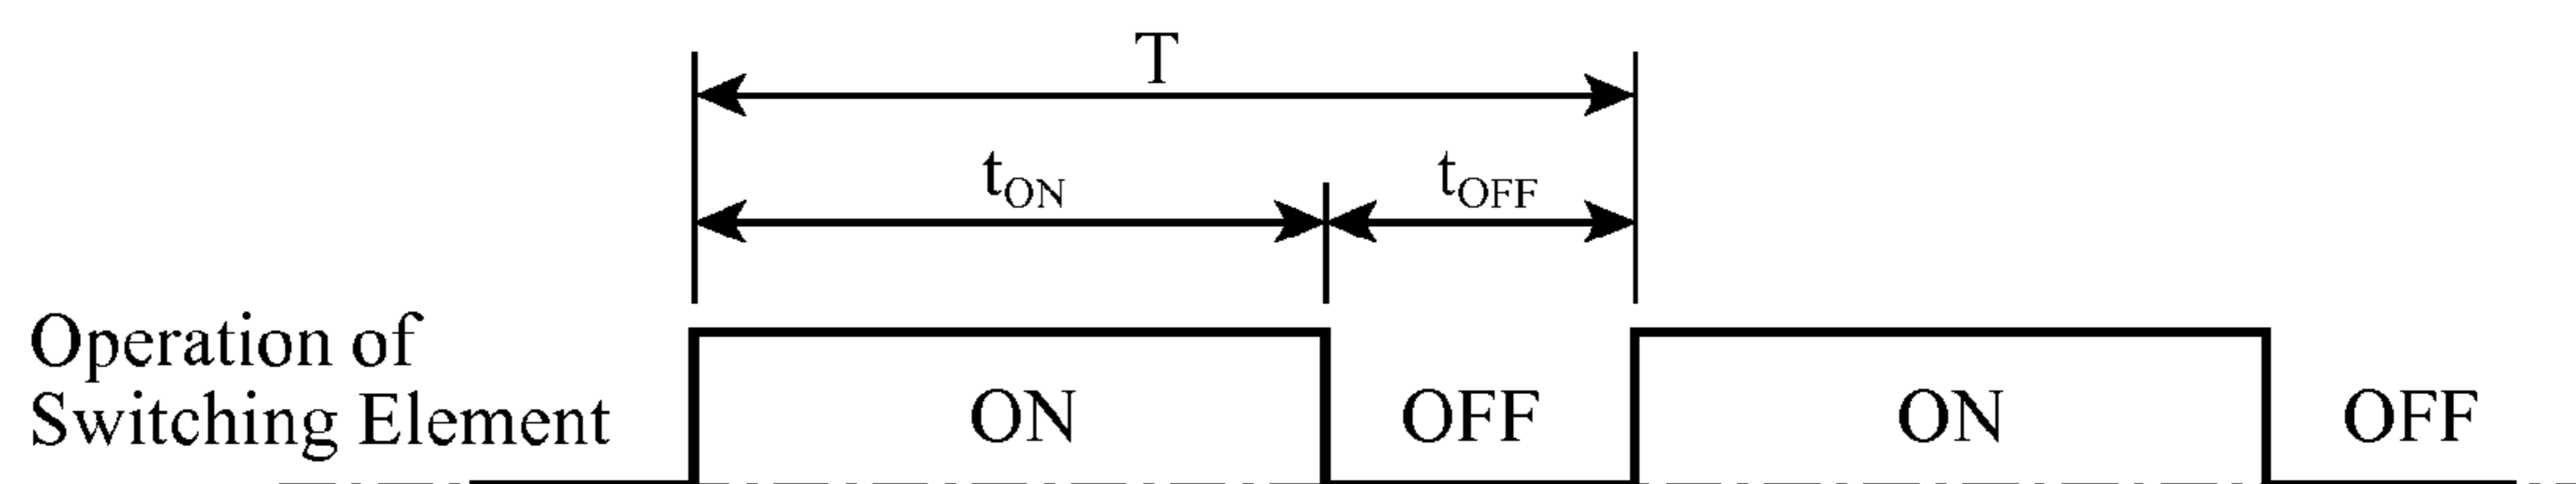 T
tON tOFF
Operation of
Switching Element
ON OFF ON OFF